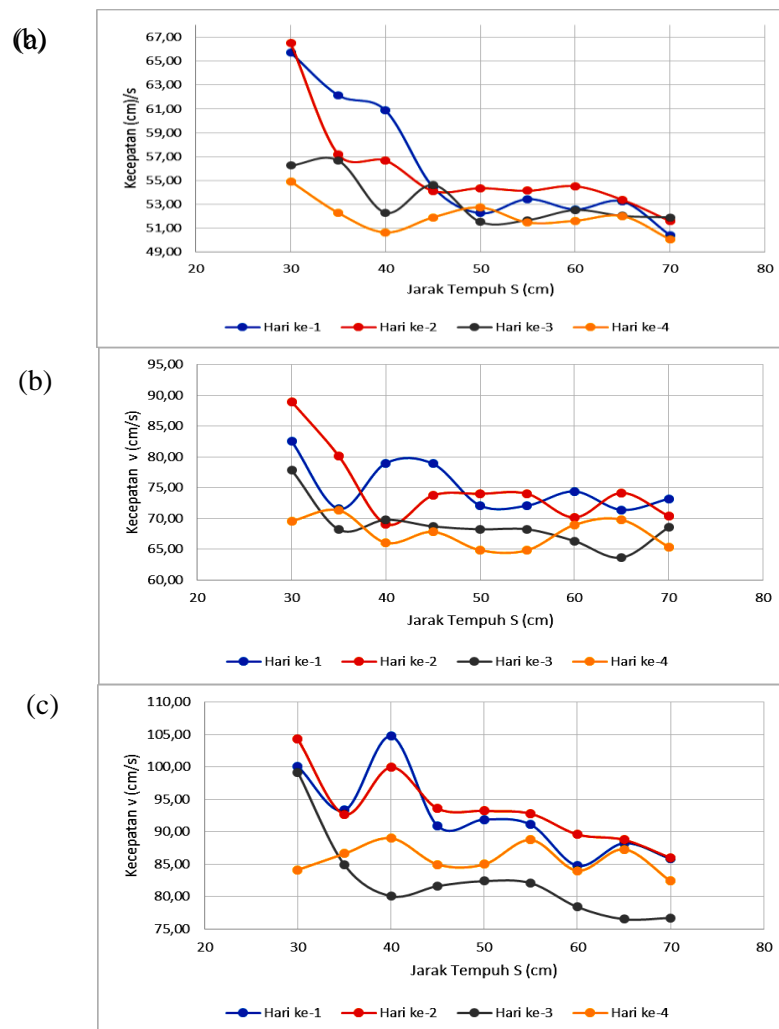 (a)
67,00
65,00
63,00
61,00
59,00
57,00
55,00
53,00
51,00
49,00
Kecepatan (cm)/s
20 30 40 50 60 70 80
Jarak Tempuh S (cm)
Hari ke-1 Hari ke-2 Hari ke-3 Hari ke-4
(b)
95,00
90,00
85,00
80,00
75,00
70,00
65,00
60,00
Kecepatan v (cm/s)
20 30 40 50 60 70 80
Jarak Tempuh S (cm)
Hari ke-1 Hari ke-2 Hari ke-3 Hari ke-4
(c)
110,00
105,00
100,00
95,00
90,00
85,00
80,00
75,00
Kecepatan v (cm/s)
20 30 40 50 60 70 80
Jarak Tempuh S (cm)
Hari ke-1 Hari ke-2 Hari ke-3 Hari ke-4